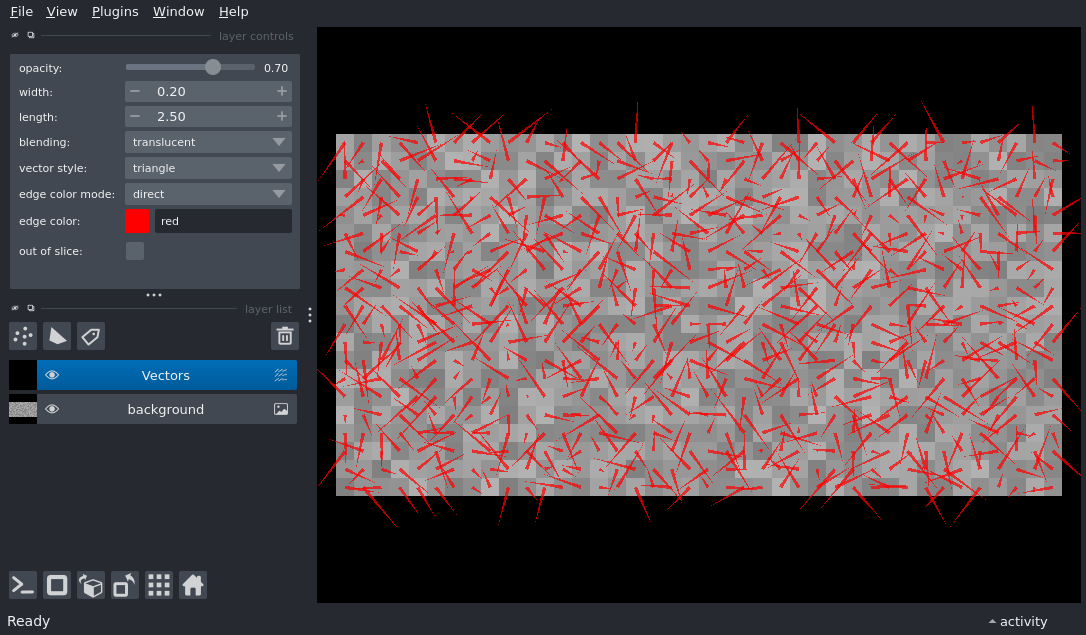 File View Plugins Window Help
layer controls
opacity: 0.70
width: − 0.20 +
length: − 2.50 +
blending: translucent
vector style: triangle
edge color mode: direct
edge color: red
out of slice:
layer list
Vectors
background
Ready activity